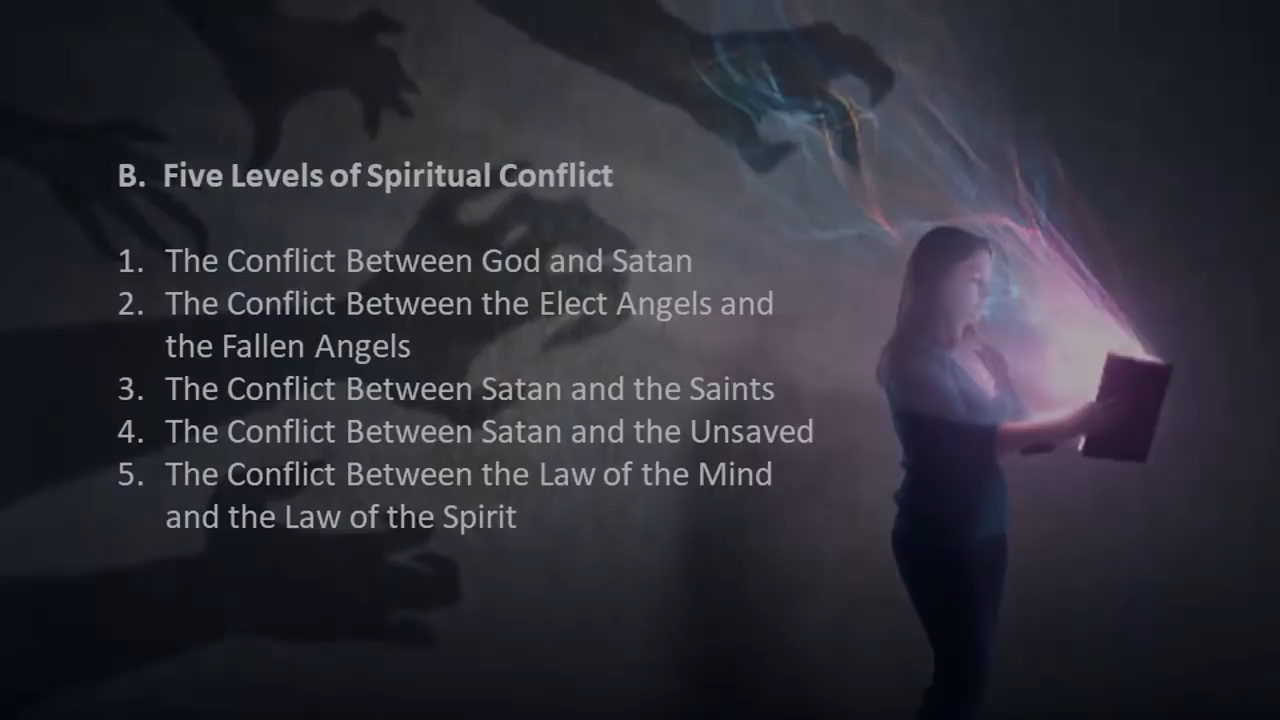 B. Five Levels of Spiritual Conflict
1. The Conflict Between God and Satan
2. The Conflict Between the Elect Angels and
the Fallen Angels
3. The Conflict Between Satan and the Saints
4. The Conflict Between Satan and the Unsaved
5. The Conflict Between the Law of the Mind
and the Law of the Spirit